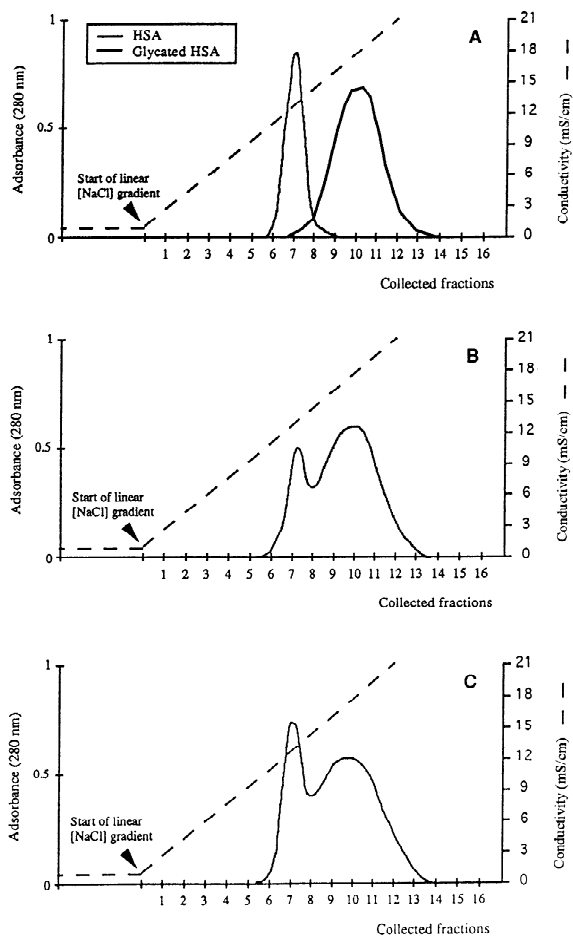 A
HSA
Glycated HSA
1
0.5
0
Adsorbance (280 nm)
Start of linear
[NaCl] gradient
21
18
15
12
9
6
3
0
Conductivity (mS/cm)
1 2 3 4 5 6 7 8 9 10 11 12 13 14 15 16
Collected fractions
B
1
0.5
0
Adsorbance (280 nm)
Start of linear
[NaCl] gradient
21
18
15
12
9
6
3
0
Conductivity (mS/cm)
1 2 3 4 5 6 7 8 9 10 11 12 13 14 15 16
Collected fractions
C
1
0.5
0
Adsorbance (280 nm)
Start of linear
[NaCl] gradient
21
18
15
12
9
6
3
0
Conductivity (mS/cm)
1 2 3 4 5 6 7 8 9 10 11 12 13 14 15 16
Collected fractions